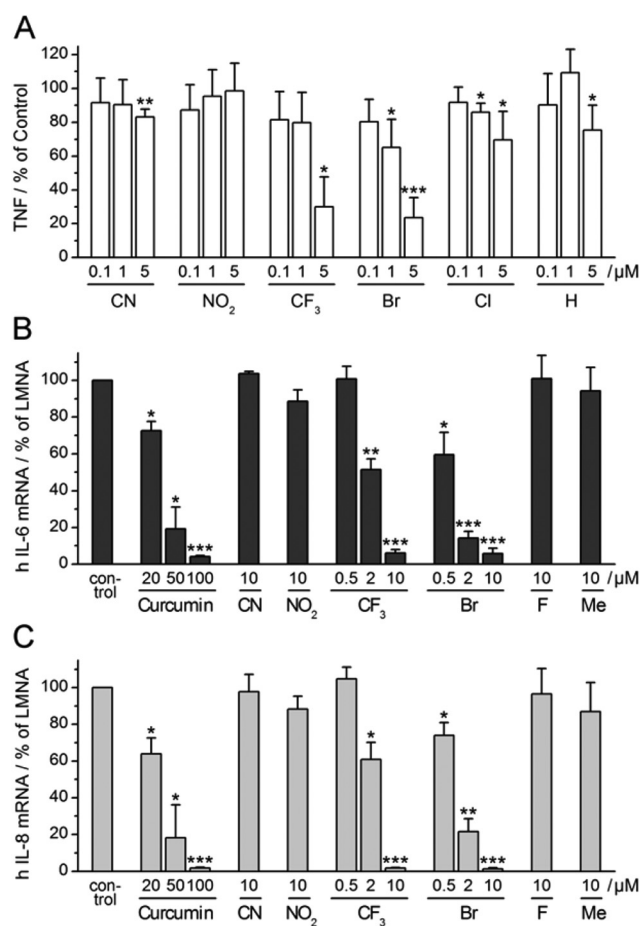 A
TNF / % of Control
120
100
80
60
40
20
0
** * * *** * * * *
0.1 1 5 0.1 1 5 0.1 1 5 0.1 1 5 0.1 1 5 0.1 1 5 /µM
CN NO2 CF3 Br Cl H
B
h IL-6 mRNA / % of LMNA
100
80
60
40
20
0
* * *** ** *** * *** ***
con-
trol
20 50 100 10 10 0.5 2 10 0.5 2 10 10 10 /µM
Curcumin CN NO2 CF3 Br F Me
C
h IL-8 mRNA / % of LMNA
100
80
60
40
20
0
* * *** * *** * ** ***
con-
trol
20 50 100 10 10 0.5 2 10 0.5 2 10 10 10 /µM
Curcumin CN NO2 CF3 Br F Me